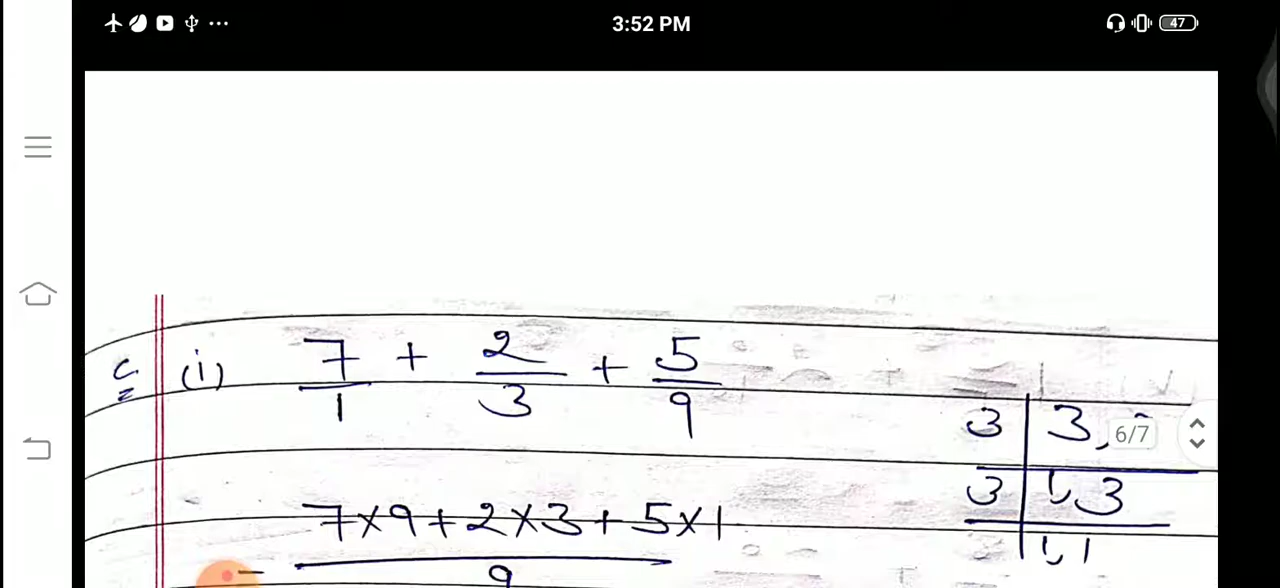 3:52 PM
47
C (i) 7/1 + 2/3 + 5/9
3 | 3,
6/7
3 | 1, 3
1, 1
= 7×9+2×3+5×1 / 9